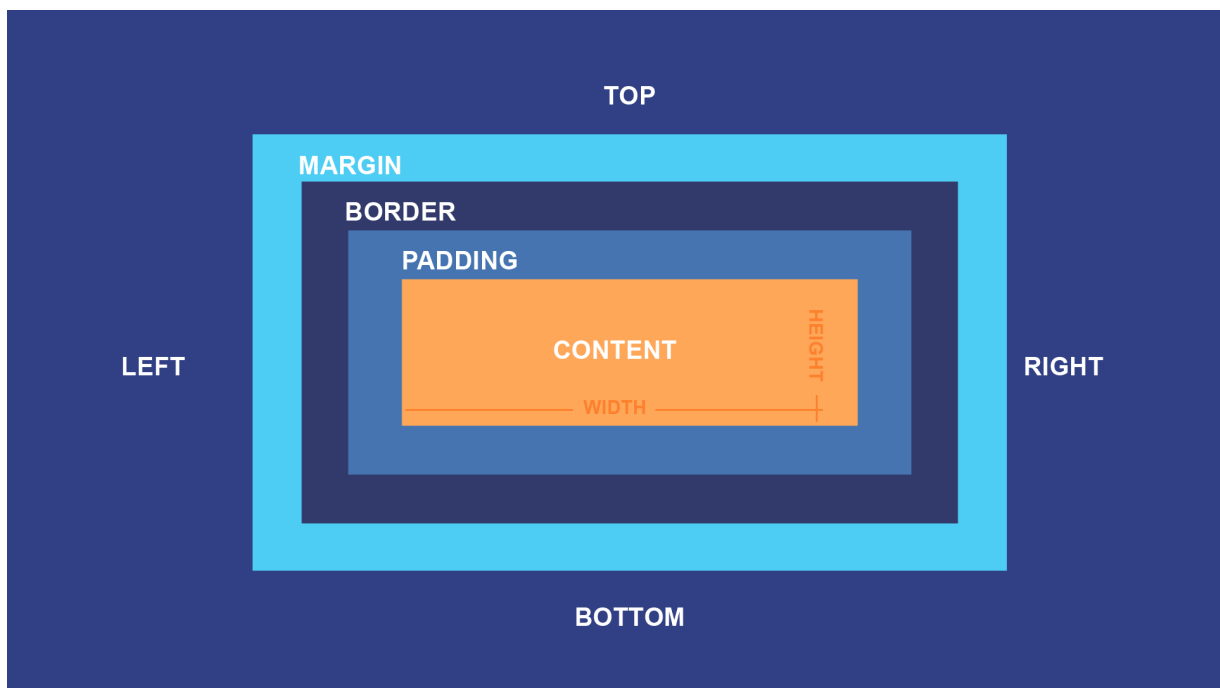 TOP
MARGIN
BORDER
PADDING
CONTENT
HEIGHT
WIDTH
LEFT
RIGHT
BOTTOM